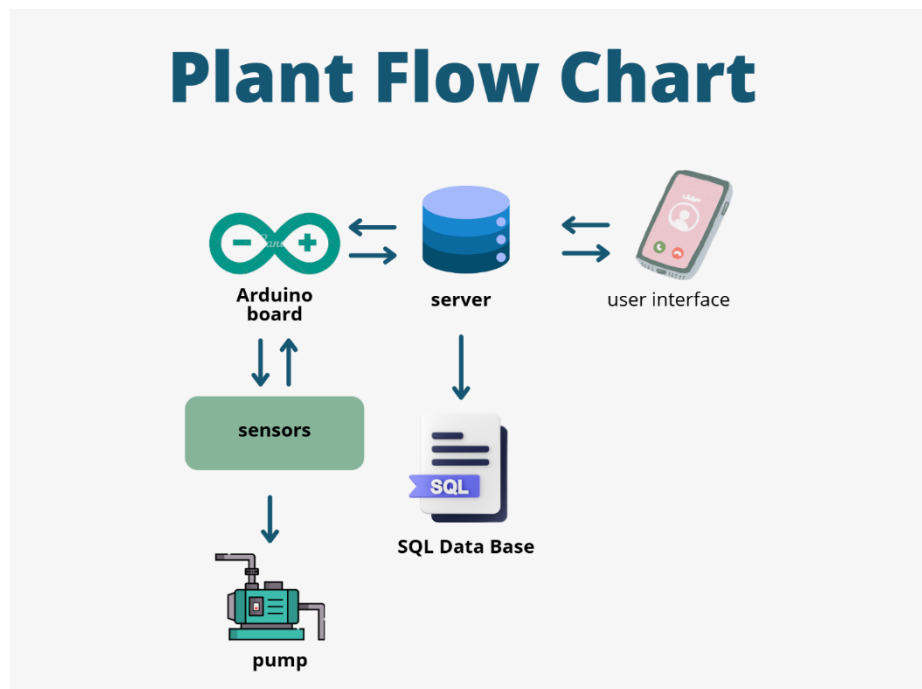 Plant Flow Chart
Arduino
board
server
user interface
sensors
SQL
SQL Data Base
pump